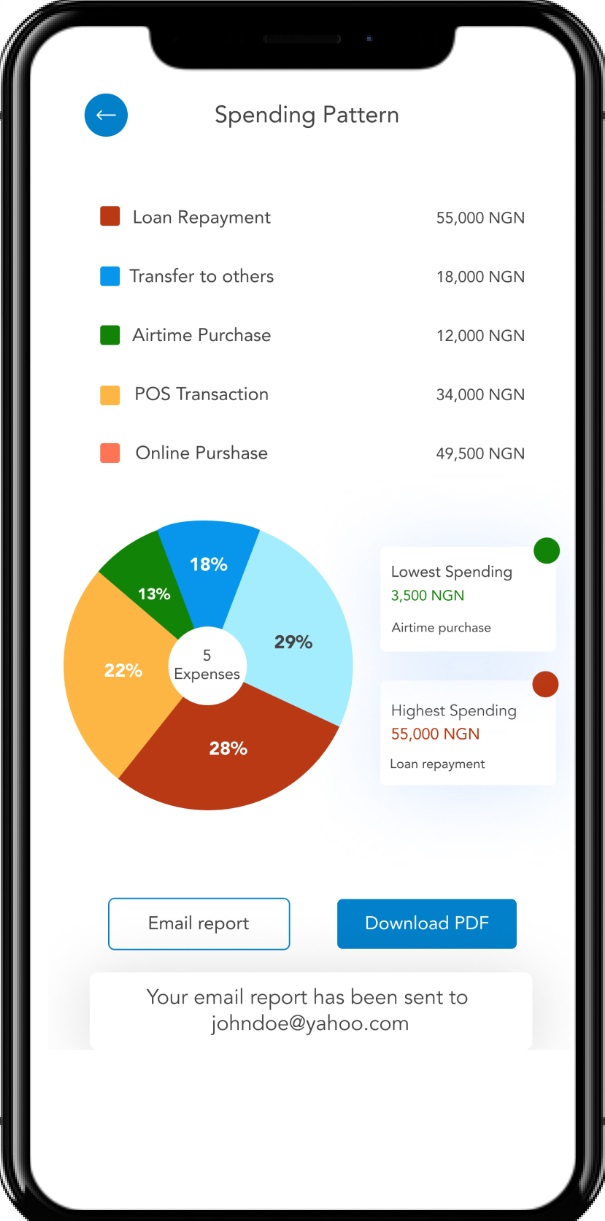 Spending Pattern
Loan Repayment 55,000 NGN
Transfer to others 18,000 NGN
Airtime Purchase 12,000 NGN
POS Transaction 34,000 NGN
Online Purshase 49,500 NGN
18%
13%
29%
22%
5
Expenses
28%
Lowest Spending
3,500 NGN
Airtime purchase
Highest Spending
55,000 NGN
Loan repayment
Email report
Download PDF
Your email report has been sent to
johndoe@yahoo.com